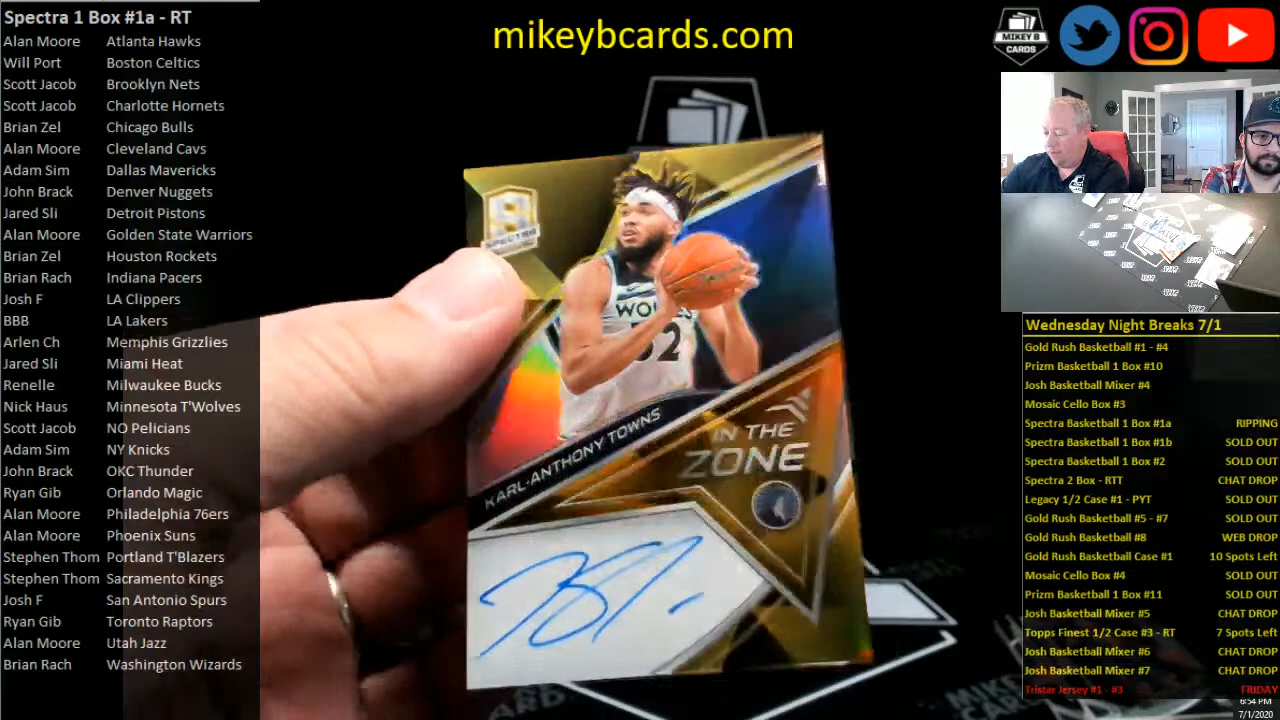 Spectra 1 Box #1a - RT
Alan Moore Atlanta Hawks
Will Port Boston Celtics
Scott Jacob Brooklyn Nets
Scott Jacob Charlotte Hornets
Brian Zel Chicago Bulls
Alan Moore Cleveland Cavs
Adam Sim Dallas Mavericks
John Brack Denver Nuggets
Jared Sli Detroit Pistons
Alan Moore Golden State Warriors
Brian Zel Houston Rockets
Brian Rach Indiana Pacers
Josh F LA Clippers
BBB LA Lakers
Arlen Ch Memphis Grizzlies
Jared Sli Miami Heat
Renelle Milwaukee Bucks
Nick Haus Minnesota T'Wolves
Scott Jacob NO Pelicians
Adam Sim NY Knicks
John Brack OKC Thunder
Ryan Gib Orlando Magic
Alan Moore Philadelphia 76ers
Alan Moore Phoenix Suns
Stephen Thom Portland T'Blazers
Stephen Thom Sacramento Kings
Josh F San Antonio Spurs
Ryan Gib Toronto Raptors
Alan Moore Utah Jazz
Brian Rach Washington Wizards
mikeybcards.com
SPECTRA
WOLVES
32
KARL-ANTHONY TOWNS
IN THE
ZONE
MIKEY B
CARDS
Wednesday Night Breaks 7/1
Gold Rush Basketball #1 - #4
Prizm Basketball 1 Box #10
Josh Basketball Mixer #4
Mosaic Cello Box #3
Spectra Basketball 1 Box #1a RIPPING
Spectra Basketball 1 Box #1b SOLD OUT
Spectra Basketball 1 Box #2 SOLD OUT
Spectra 2 Box - RTT CHAT DROP
Legacy 1/2 Case #1 - PYT SOLD OUT
Gold Rush Basketball #5 - #7 SOLD OUT
Gold Rush Basketball #8 WEB DROP
Gold Rush Basketball Case #1 10 Spots Left
Mosaic Cello Box #4 SOLD OUT
Prizm Basketball 1 Box #11 SOLD OUT
Josh Basketball Mixer #5 CHAT DROP
Topps Finest 1/2 Case #3 - RT 7 Spots Left
Josh Basketball Mixer #6 CHAT DROP
Josh Basketball Mixer #7 CHAT DROP
Tristar Jersey #1 - #3 FRIDAY
6:54 PM
7/1/2020